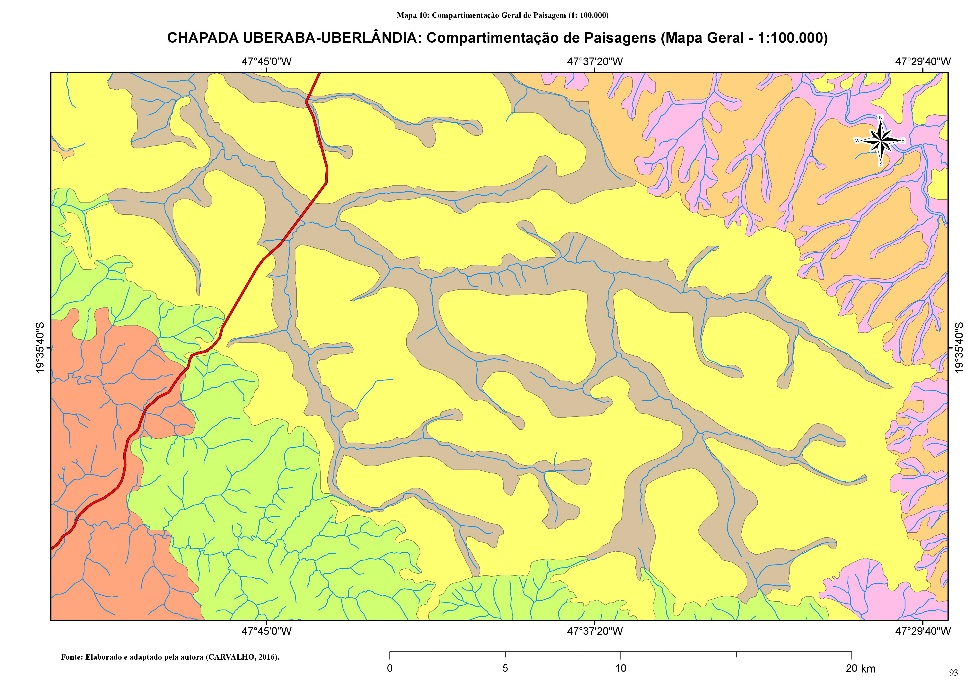 Mapa 10: Compartimentação Geral de Paisagem (1: 100.000)
CHAPADA UBERABA-UBERLÂNDIA: Compartimentação de Paisagens (Mapa Geral - 1:100.000)
47°45'0"W 47°37'20"W 47°29'40"W
19°35'40"S 19°35'40"S
47°45'0"W 47°37'20"W 47°29'40"W
Fonte: Elaborado e adaptado pela autora (CARVALHO, 2016).
0 5 10 20 km
93